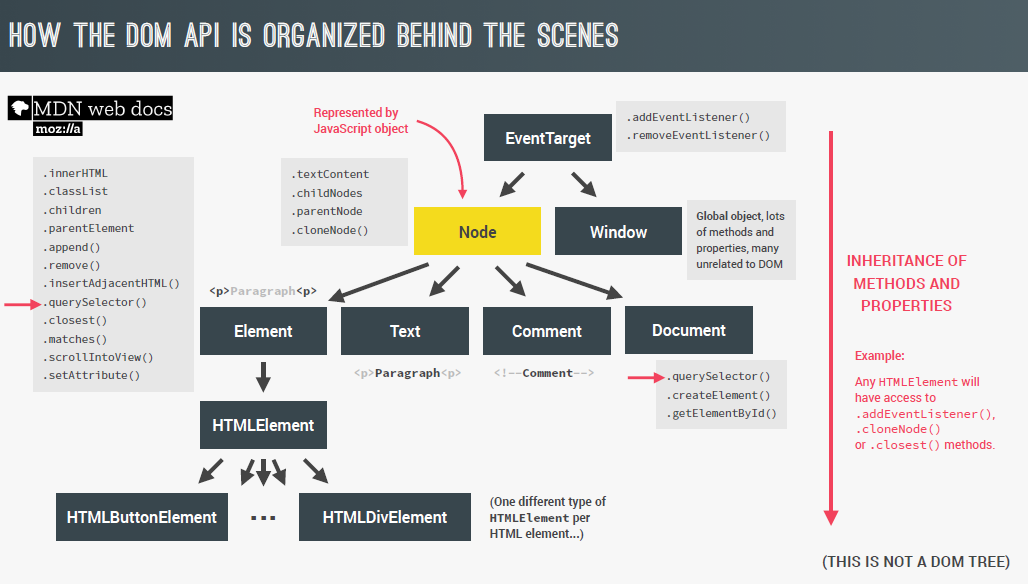 HOW THE DOM API IS ORGANIZED BEHIND THE SCENES
MDN web docs
moz://a
Represented by
JavaScript object
EventTarget
.addEventListener()
.removeEventListener()
.innerHTML
.classList
.children
.parentElement
.append()
.remove()
.insertAdjacentHTML()
.querySelector()
.closest()
.matches()
.scrollIntoView()
.setAttribute()
.textContent
.childNodes
.parentNode
.cloneNode()
Node
Window
Global object, lots
of methods and
properties, many
unrelated to DOM
<p>Paragraph<p>
Element
Text
Comment
Document
<p>Paragraph<p>
<!--Comment-->
.querySelector()
.createElement()
.getElementById()
HTMLElement
HTMLButtonElement
...
HTMLDivElement
(One different type of
HTMLElement per
HTML element...)
INHERITANCE OF
METHODS AND
PROPERTIES
Example:
Any HTMLElement will
have access to
.addEventListener(),
.cloneNode()
or .closest() methods.
(THIS IS NOT A DOM TREE)